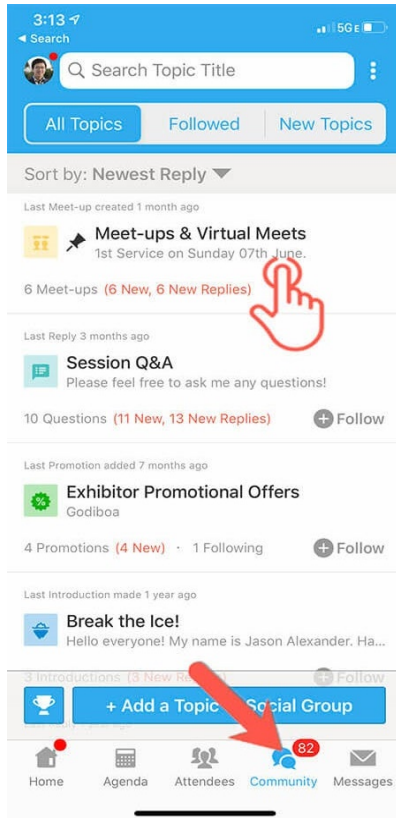 3:13
5G E
◀ Search
Search Topic Title
All Topics
Followed
New Topics
Sort by: Newest Reply
Last Meet-up created 1 month ago
Meet-ups & Virtual Meets
1st Service on Sunday 07th June.
6 Meet-ups (6 New, 6 New Replies)
Last Reply 3 months ago
Session Q&A
Please feel free to ask me any questions!
10 Questions (11 New, 13 New Replies)
Follow
Last Promotion added 7 months ago
Exhibitor Promotional Offers
Godiboa
4 Promotions (4 New) · 1 Following
Follow
Last Introduction made 1 year ago
Break the Ice!
Hello everyone! My name is Jason Alexander. Ha...
3 Introductions (3 New
Follow
+ Add a Topic
Social Group
82
Home
Agenda
Attendees
Community
Messages